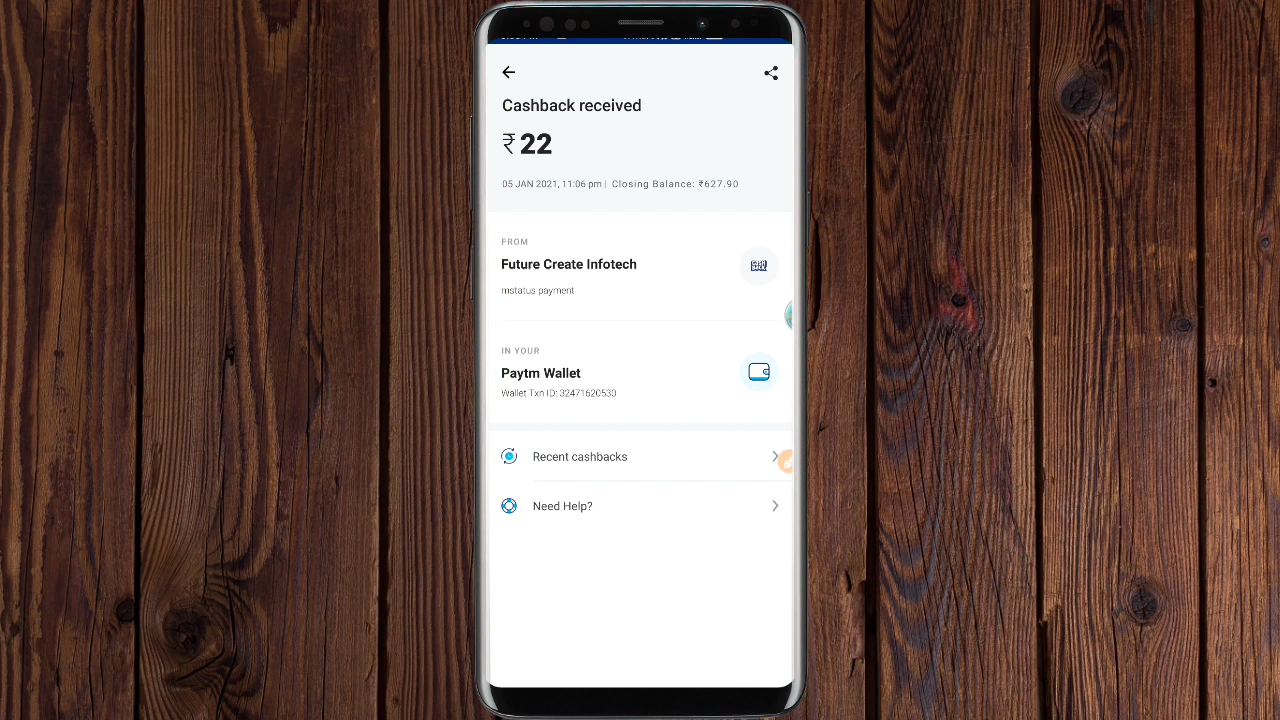 Cashback received
₹22
05 JAN 2021, 11:06 pm | Closing Balance: ₹627.90
FROM
Future Create Infotech
mstatus payment
IN YOUR
Paytm Wallet
Wallet Txn ID: 32471620530
Recent cashbacks
Need Help?